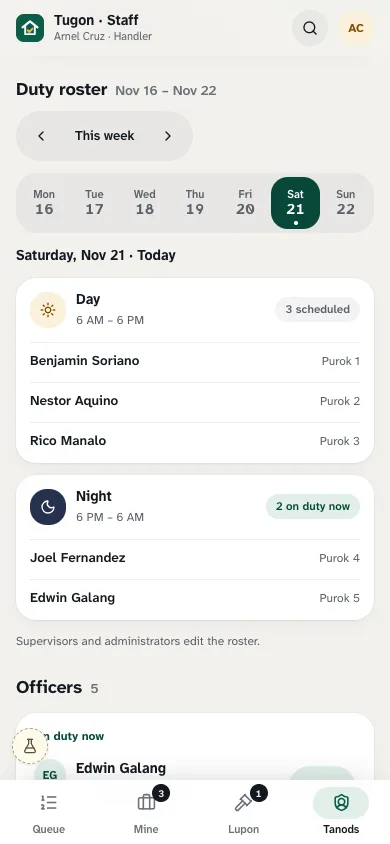 Tugon · Staff
Arnel Cruz · Handler
AC
Duty roster Nov 16 – Nov 22
This week
Mon Tue Wed Thu Fri Sat Sun
16 17 18 19 20 21 22
Saturday, Nov 21 · Today
Day
6 AM – 6 PM
3 scheduled
Benjamin Soriano Purok 1
Nestor Aquino Purok 2
Rico Manalo Purok 3
Night
6 PM – 6 AM
2 on duty now
Joel Fernandez Purok 4
Edwin Galang Purok 5
Supervisors and administrators edit the roster.
Officers 5
n duty now
EG Edwin Galang
3 1
Queue Mine Lupon Tanods